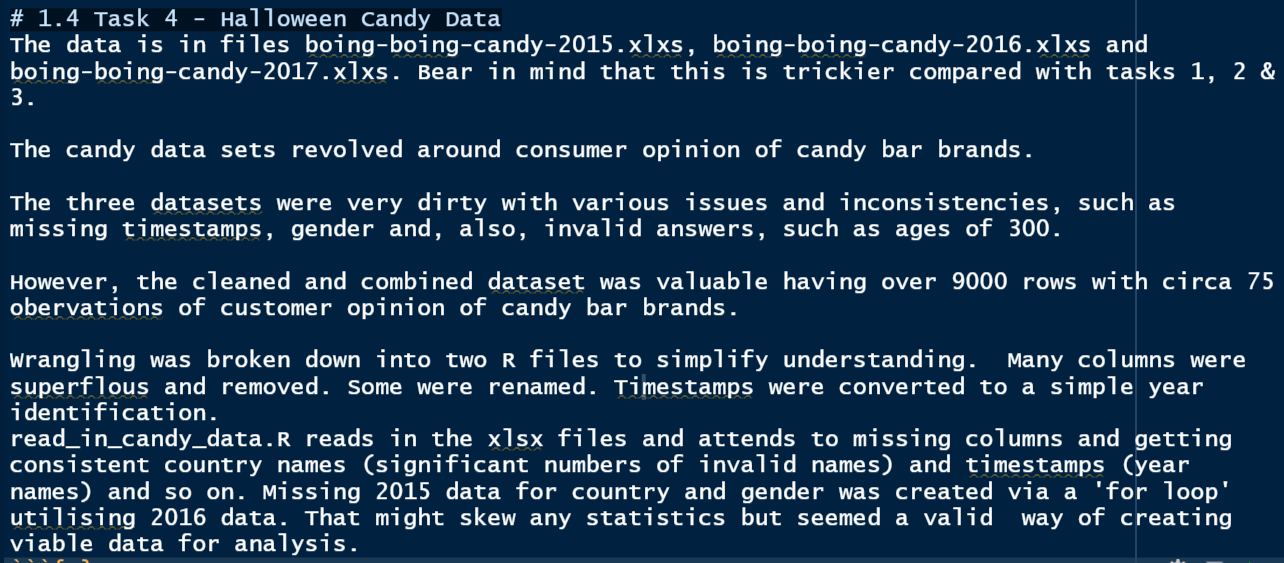 # 1.4 Task 4 - Halloween Candy Data
The data is in files boing-boing-candy-2015.xlxs, boing-boing-candy-2016.xlxs and
boing-boing-candy-2017.xlxs. Bear in mind that this is trickier compared with tasks 1, 2 &
3.
The candy data sets revolved around consumer opinion of candy bar brands.
The three datasets were very dirty with various issues and inconsistencies, such as
missing timestamps, gender and, also, invalid answers, such as ages of 300.
However, the cleaned and combined dataset was valuable having over 9000 rows with circa 75
obervations of customer opinion of candy bar brands.
Wrangling was broken down into two R files to simplify understanding.  Many columns were
superflous and removed. Some were renamed. Timestamps were converted to a simple year
identification.
read_in_candy_data.R reads in the xlsx files and attends to missing columns and getting
consistent country names (significant numbers of invalid names) and timestamps (year
names) and so on. Missing 2015 data for country and gender was created via a 'for loop'
utilising 2016 data. That might skew any statistics but seemed a valid  way of creating
viable data for analysis.